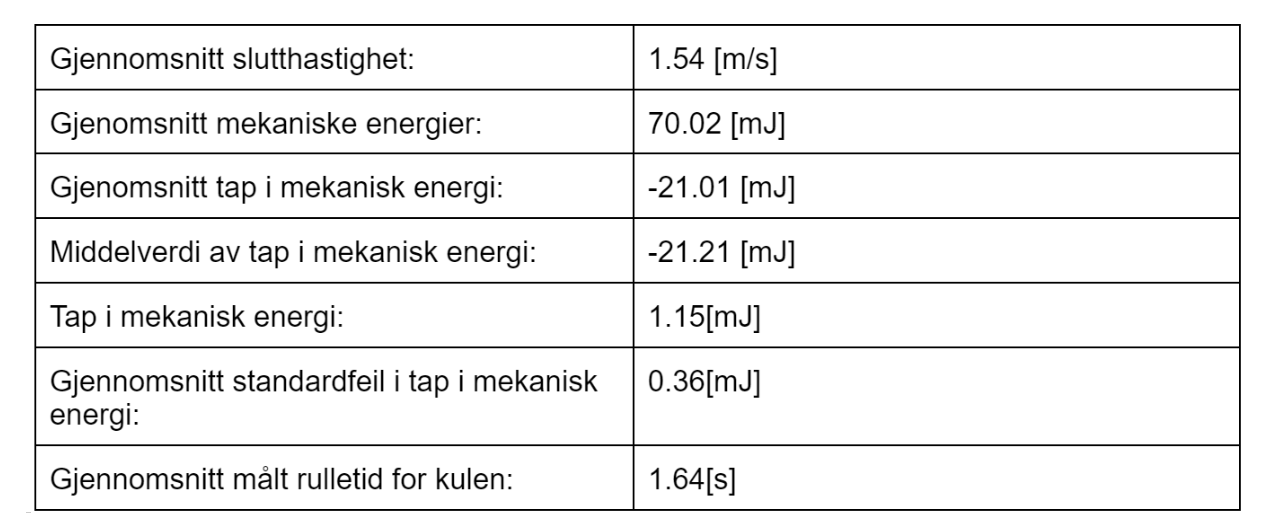 Gjennomsnitt slutthastighet: 1.54 [m/s]
Gjenomsnitt mekaniske energier: 70.02 [mJ]
Gjenomsnitt tap i mekanisk energi: -21.01 [mJ]
Middelverdi av tap i mekanisk energi: -21.21 [mJ]
Tap i mekanisk energi: 1.15[mJ]
Gjennomsnitt standardfeil i tap i mekanisk 0.36[mJ]
energi:
Gjennomsnitt målt rulletid for kulen: 1.64[s]